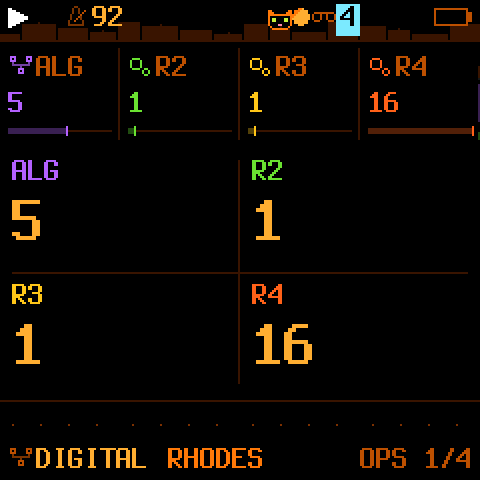 92 4
ALG R2 R3 R4
5 1 1 16
ALG R2
5 1
R3 R4
1 16
DIGITAL RHODES OPS 1/4